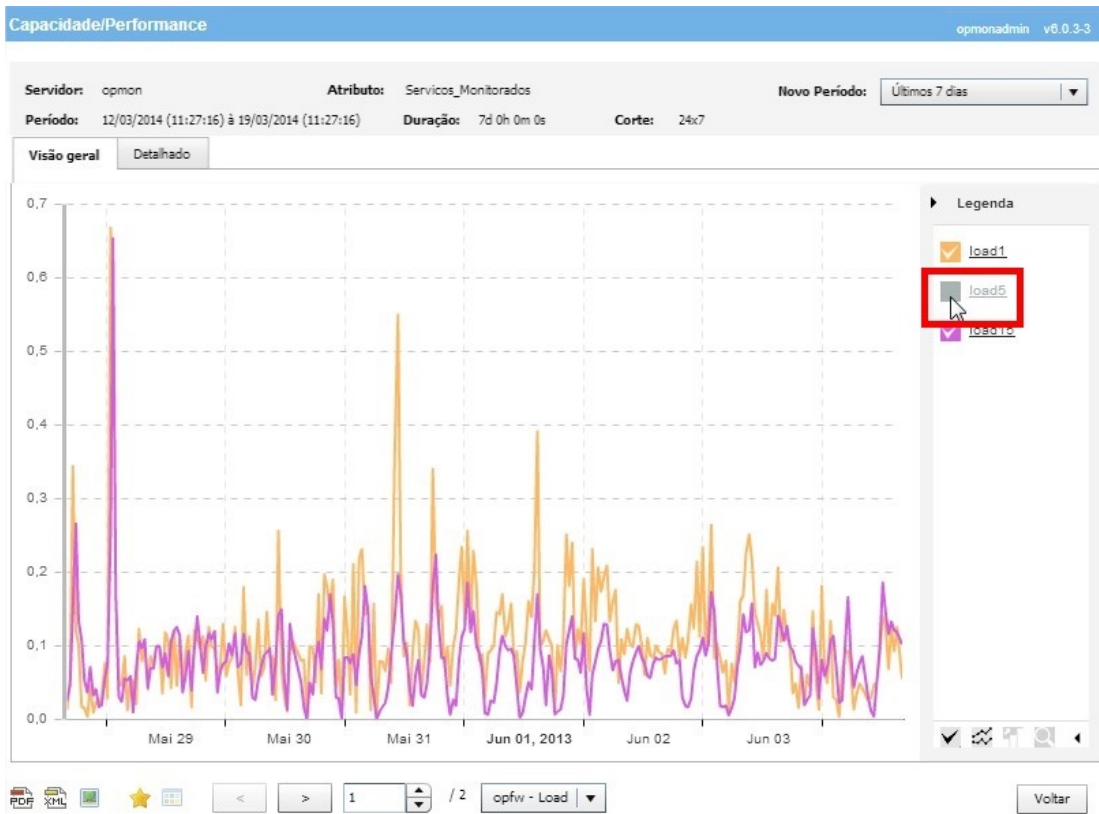 Capacidade/Performance opmonadmin v6.0.3-3
Servidor: opmon Atributo: Servicos_Monitorados Novo Período: Últimos 7 dias
Período: 12/03/2014 (11:27:16) à 19/03/2014 (11:27:16) Duração: 7d 0h 0m 0s Corte: 24x7
Visão geral Detalhado
Legenda
load1
load5
load15
0,7
0,6
0,5
0,4
0,3
0,2
0,1
0,0
Mai 29 Mai 30 Mai 31 Jun 01, 2013 Jun 02 Jun 03
PDF XML < > 1 / 2 opfw - Load Voltar